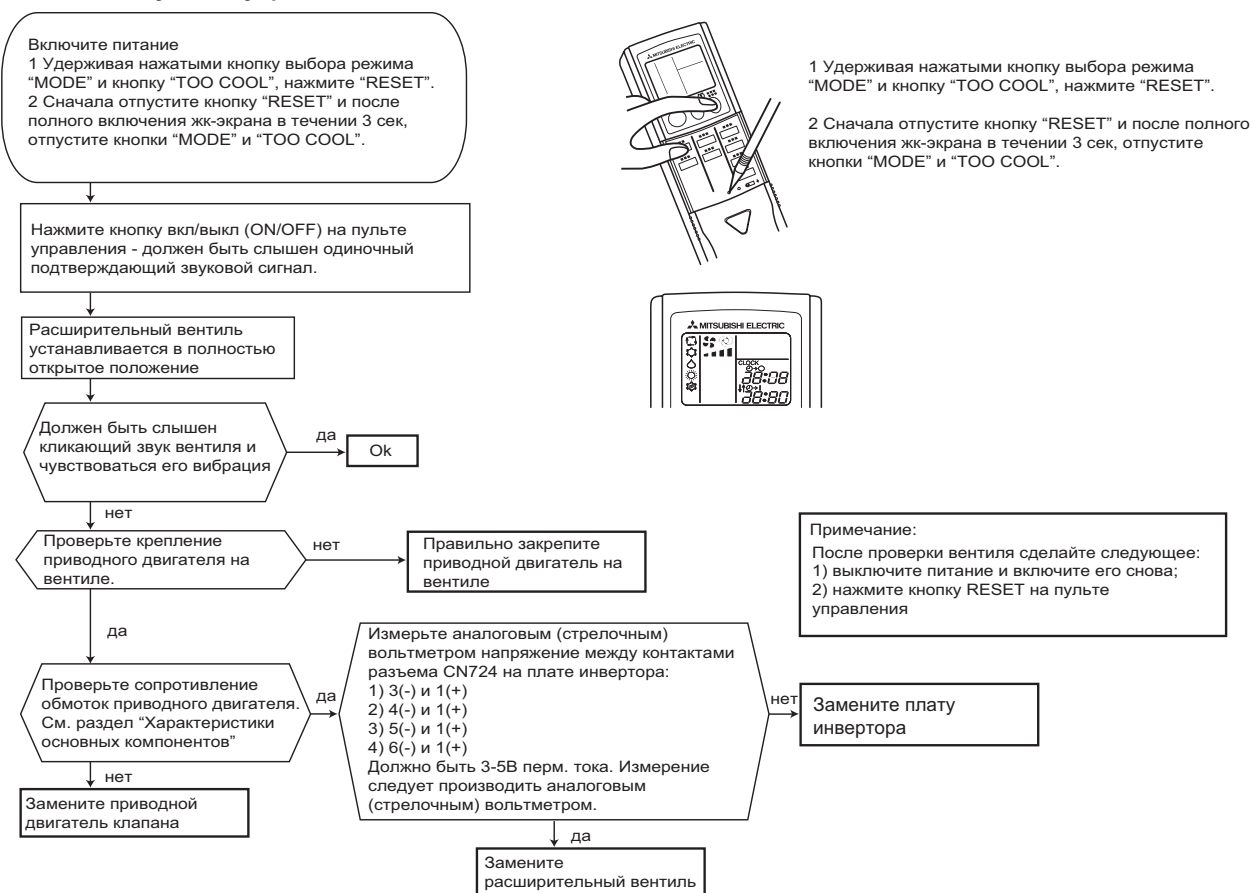 Включите питание
1 Удерживая нажатыми кнопку выбора режима
“MODE” и кнопку “TOO COOL”, нажмите “RESET”.
2 Сначала отпустите кнопку “RESET” и после
полного включения жк-экрана в течении 3 сек,
отпустите кнопки “MODE” и “TOO COOL”.
MITSUBISHI ELECTRIC
1 Удерживая нажатыми кнопку выбора режима
“MODE” и кнопку “TOO COOL”, нажмите “RESET”.
2 Сначала отпустите кнопку “RESET” и после полного
включения жк-экрана в течении 3 сек, отпустите
кнопки “MODE” и “TOO COOL”.
Нажмите кнопку вкл/выкл (ON/OFF) на пульте
управления - должен быть слышен одиночный
подтверждающий звуковой сигнал.
Расширительный вентиль
устанавливается в полностью
открытое положение
MITSUBISHI ELECTRIC
CLOCK
28:08
28:80
Должен быть слышен
кликающий звук вентиля и
чувствоваться его вибрация
да
Ok
нет
Проверьте крепление
приводного двигателя на
вентиле.
нет
Правильно закрепите
приводной двигатель на
вентиле
Примечание:
После проверки вентиля сделайте следующее:
1) выключите питание и включите его снова;
2) нажмите кнопку RESET на пульте
управления
да
Проверьте сопротивление
обмоток приводного двигателя.
См. раздел “Характеристики
основных компонентов”
да
Измерьте аналоговым (стрелочным)
вольтметром напряжение между контактами
разъема CN724 на плате инвертора:
1) 3(-) и 1(+)
2) 4(-) и 1(+)
3) 5(-) и 1(+)
4) 6(-) и 1(+)
Должно быть 3-5В перм. тока. Измерение
следует производить аналоговым
(стрелочным) вольтметром.
нет
Замените плату
инвертора
нет
Замените приводной
двигатель клапана
да
Замените
расширительный вентиль